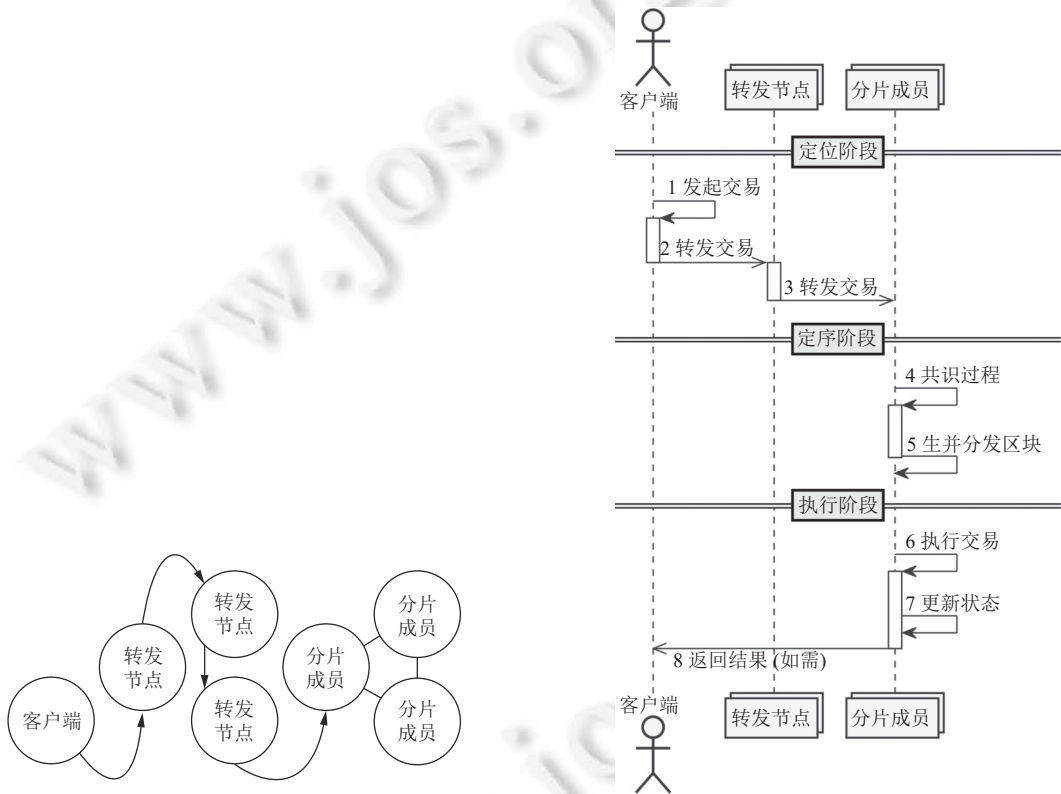 转发
节点
转发
节点
转发
节点
客户端
分片
成员
分片
成员
分片
成员
客户端
转发节点
分片成员
定位阶段
1 发起交易
2 转发交易
3 转发交易
定序阶段
4 共识过程
5 生并分发区块
执行阶段
6 执行交易
7 更新状态
8 返回结果 (如需)
客户端
转发节点
分片成员
www.jos.o